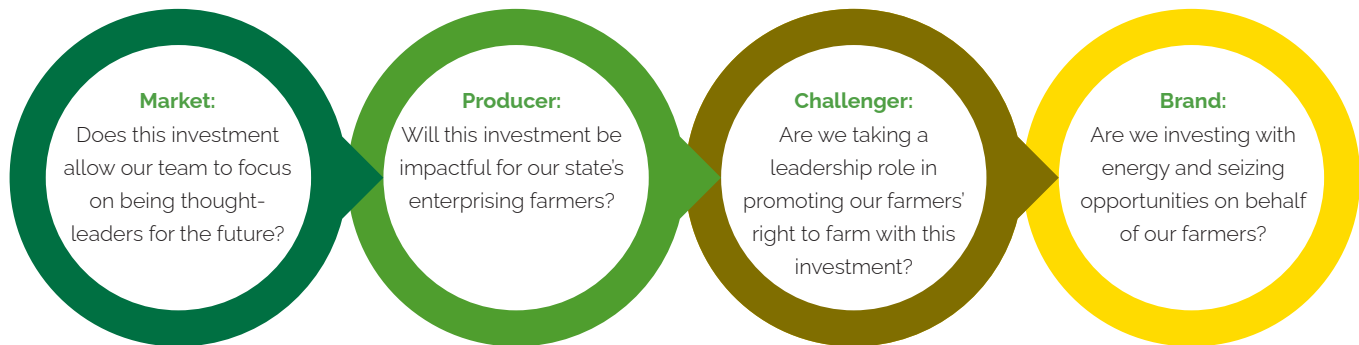 Market:
Does this investment
allow our team to focus
on being thought-
leaders for the future?
Producer:
Will this investment be
impactful for our state's
enterprising farmers?
Challenger:
Are we taking a
leadership role in
promoting our farmers'
right to farm with this
investment?
Brand:
Are we investing with
energy and seizing
opportunities on behalf
of our farmers?